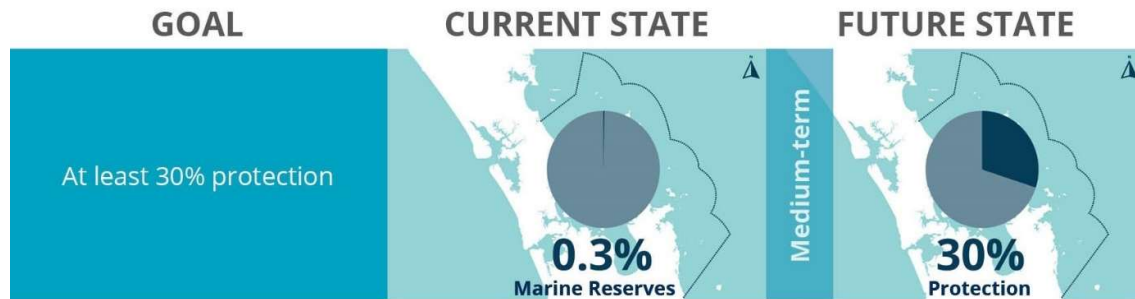 GOAL
CURRENT STATE
FUTURE STATE
At least 30% protection
0.3%
Marine Reserves
Medium-term
30%
Protection